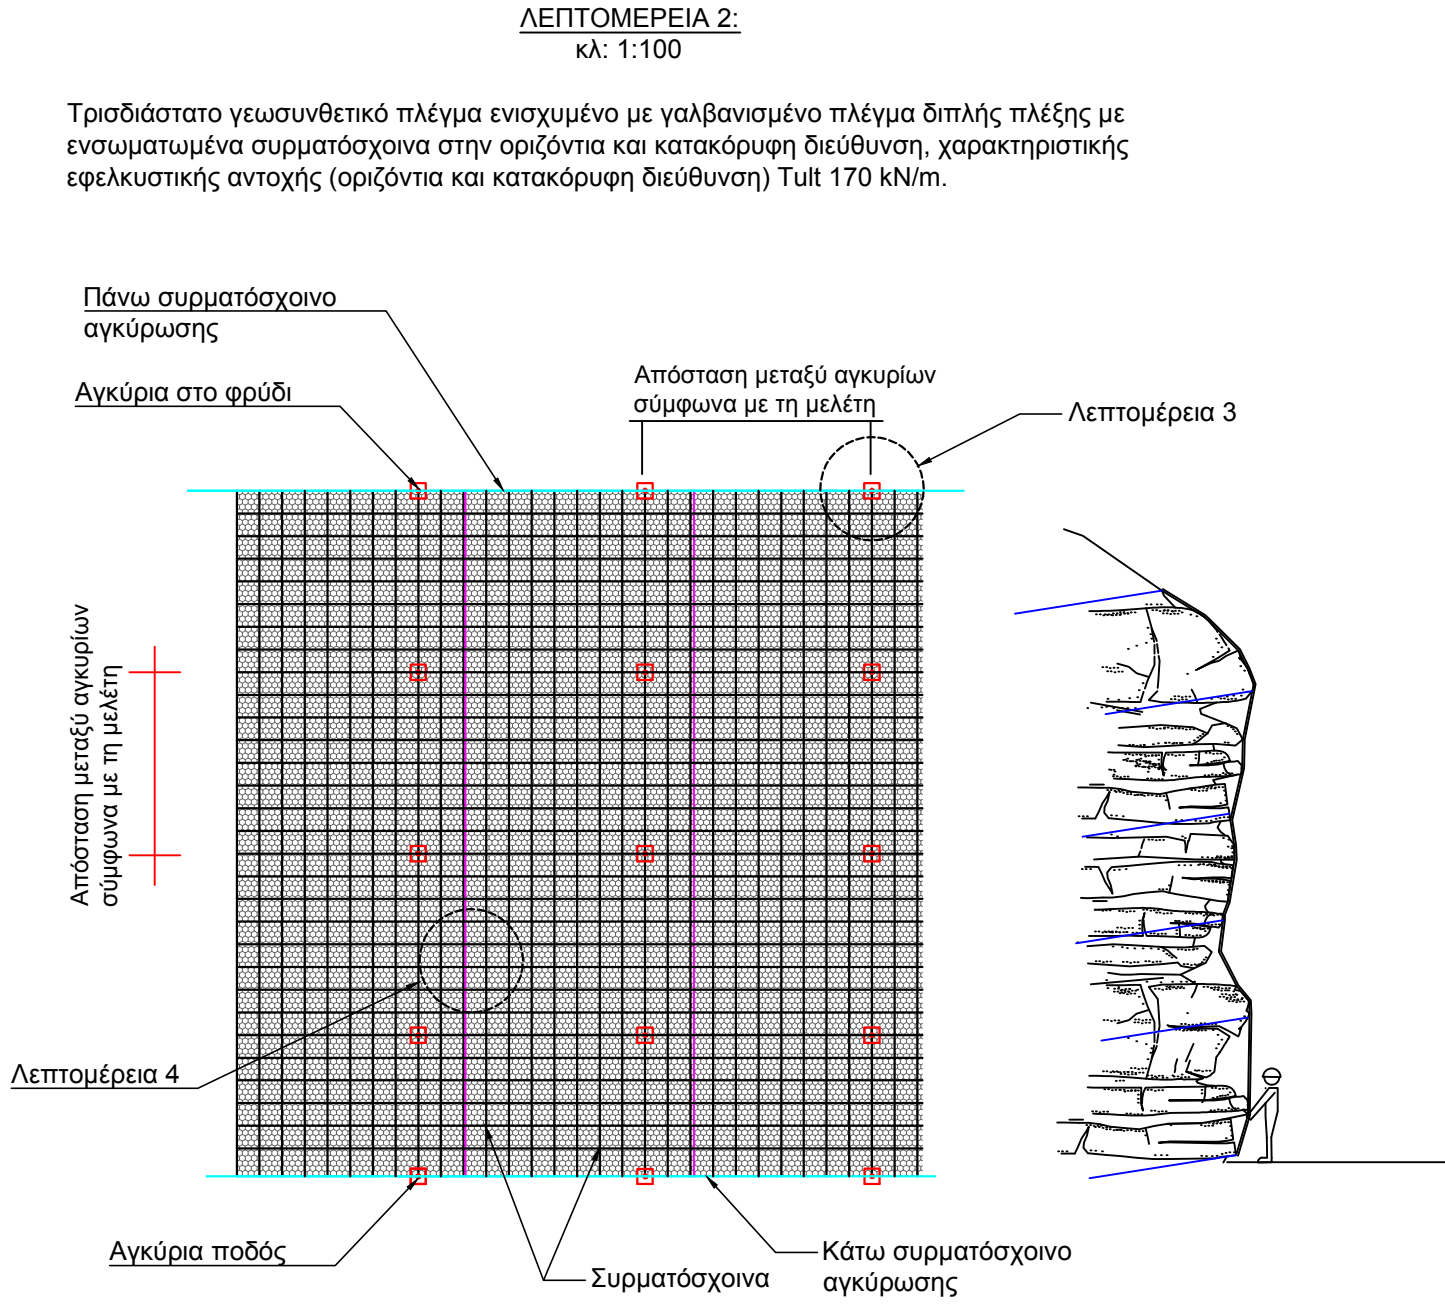 ΛΕΠΤΟΜΕΡΕΙΑ 2:
κλ: 1:100
Τρισδιάστατο γεωσυνθετικό πλέγμα ενισχυμένο με γαλβανισμένο πλέγμα διπλής πλέξης με
ενσωματωμένα συρματόσχοινα στην οριζόντια και κατακόρυφη διεύθυνση, χαρακτηριστικής
εφελκυστικής αντοχής (οριζόντια και κατακόρυφη διεύθυνση) Tult 170 kN/m.
Πάνω συρματόσχοινο
αγκύρωσης
Αγκύρια στο φρύδι
Απόσταση μεταξύ αγκυρίων
σύμφωνα με τη μελέτη
Λεπτομέρεια 3
Απόσταση μεταξύ αγκυρίων
σύμφωνα με τη μελέτη
Λεπτομέρεια 4
Αγκύρια ποδός
Συρματόσχοινα
Κάτω συρματόσχοινο
αγκύρωσης